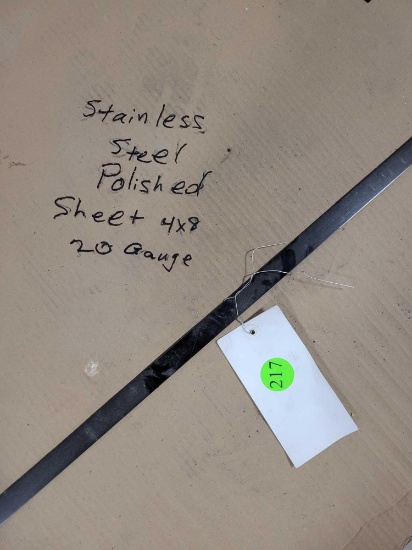 Stainless
Steel
Polished
Sheet 4x8
20 Gauge
217